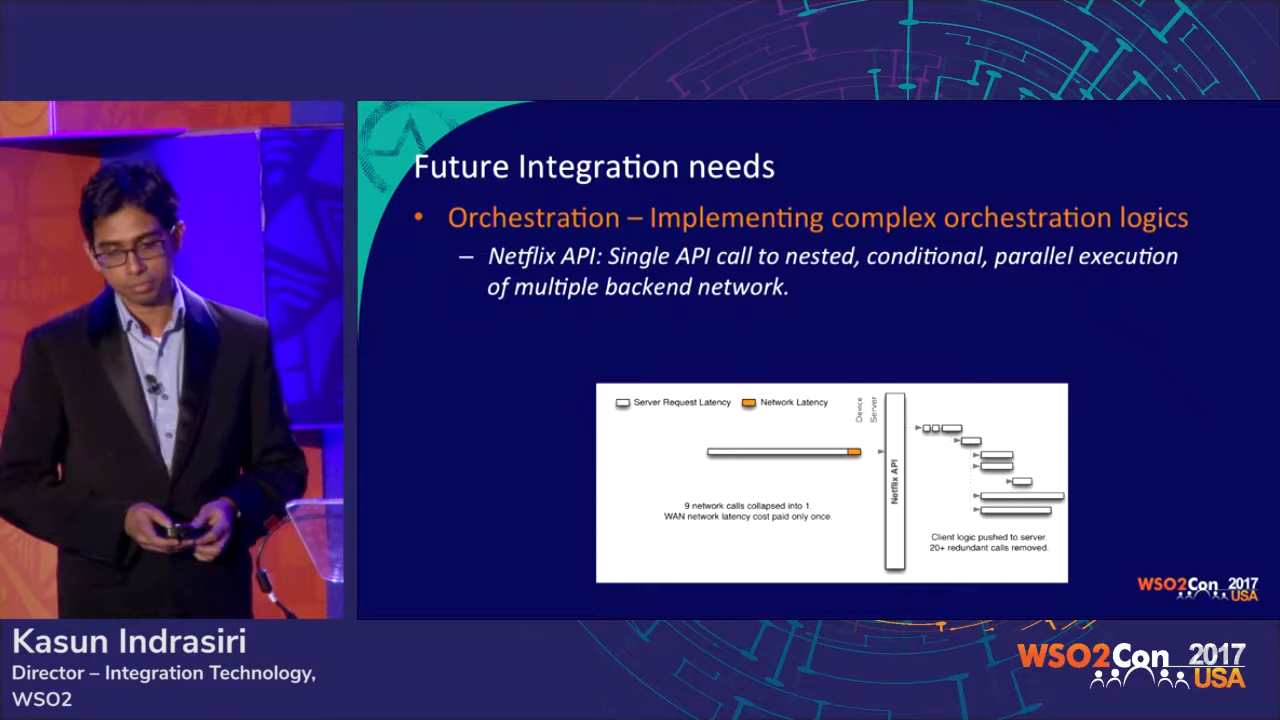 Future Integration needs
• Orchestration – Implementing complex orchestration logics
– Netflix API: Single API call to nested, conditional, parallel execution
of multiple backend network.
Server Request Latency
Network Latency
Device
Server
Netflix API
9 network calls collapsed into 1.
WAN network latency cost paid only once.
Client logic pushed to server.
20+ redundant calls removed.
WSO2Con 2017
USA
Kasun Indrasiri
Director – Integration Technology,
WSO2
WSO2Con 2017
USA